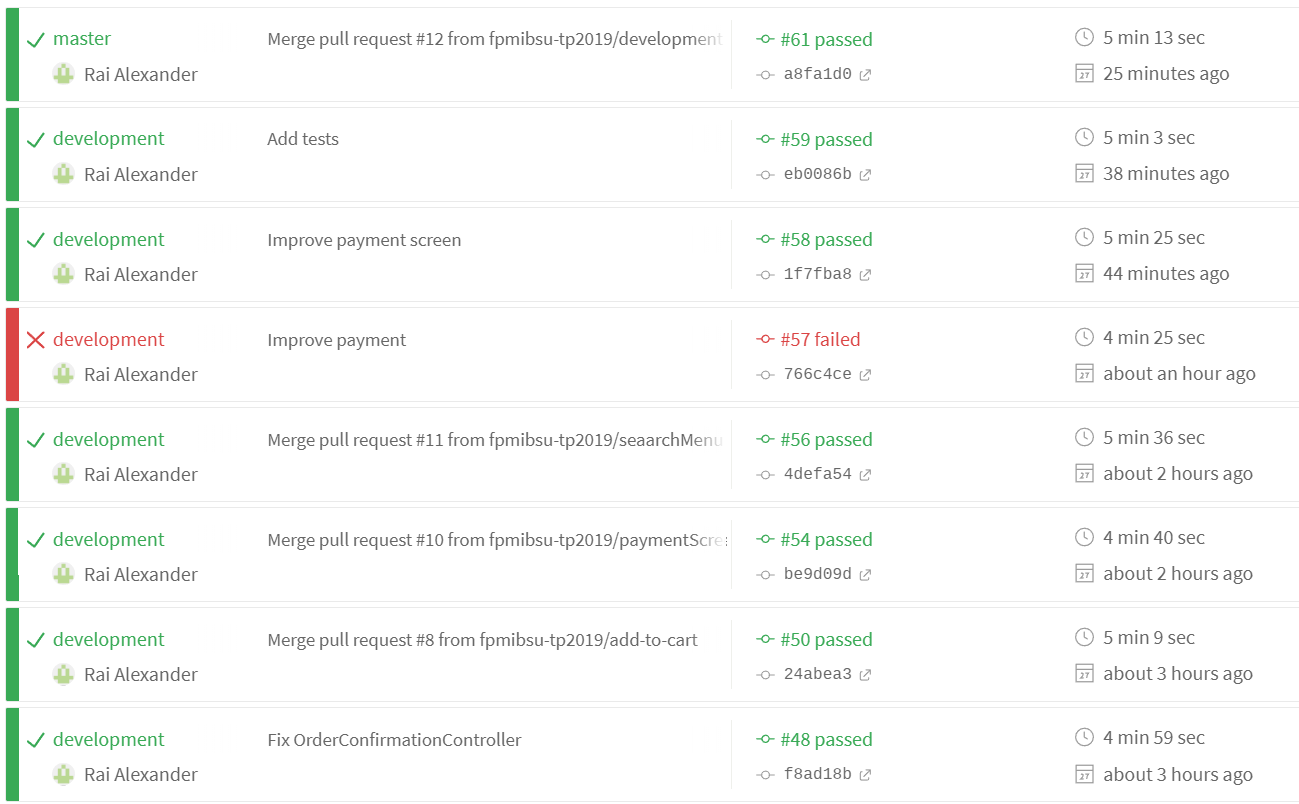 master Merge pull request #12 from fpmibsu-tp2019/development #61 passed 5 min 13 sec
Rai Alexander a8fa1d0 25 minutes ago
development Add tests #59 passed 5 min 3 sec
Rai Alexander eb0086b 38 minutes ago
development Improve payment screen #58 passed 5 min 25 sec
Rai Alexander 1f7fba8 44 minutes ago
development Improve payment #57 failed 4 min 25 sec
Rai Alexander 766c4ce about an hour ago
development Merge pull request #11 from fpmibsu-tp2019/seaarchMenu #56 passed 5 min 36 sec
Rai Alexander 4defa54 about 2 hours ago
development Merge pull request #10 from fpmibsu-tp2019/paymentScre #54 passed 4 min 40 sec
Rai Alexander be9d09d about 2 hours ago
development Merge pull request #8 from fpmibsu-tp2019/add-to-cart #50 passed 5 min 9 sec
Rai Alexander 24abea3 about 3 hours ago
development Fix OrderConfirmationController #48 passed 4 min 59 sec
Rai Alexander f8ad18b about 3 hours ago